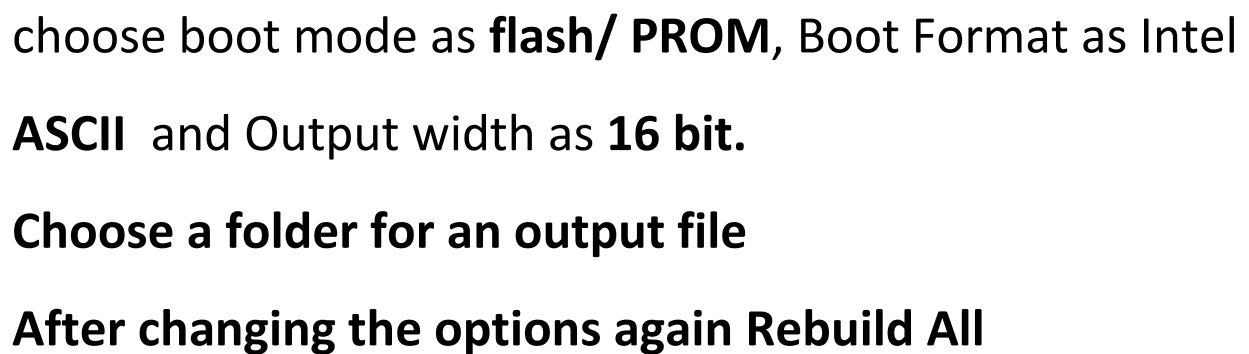 choose boot mode as flash/ PROM, Boot Format as Intel
ASCII and Output width as 16 bit.
Choose a folder for an output file
After changing the options again Rebuild All